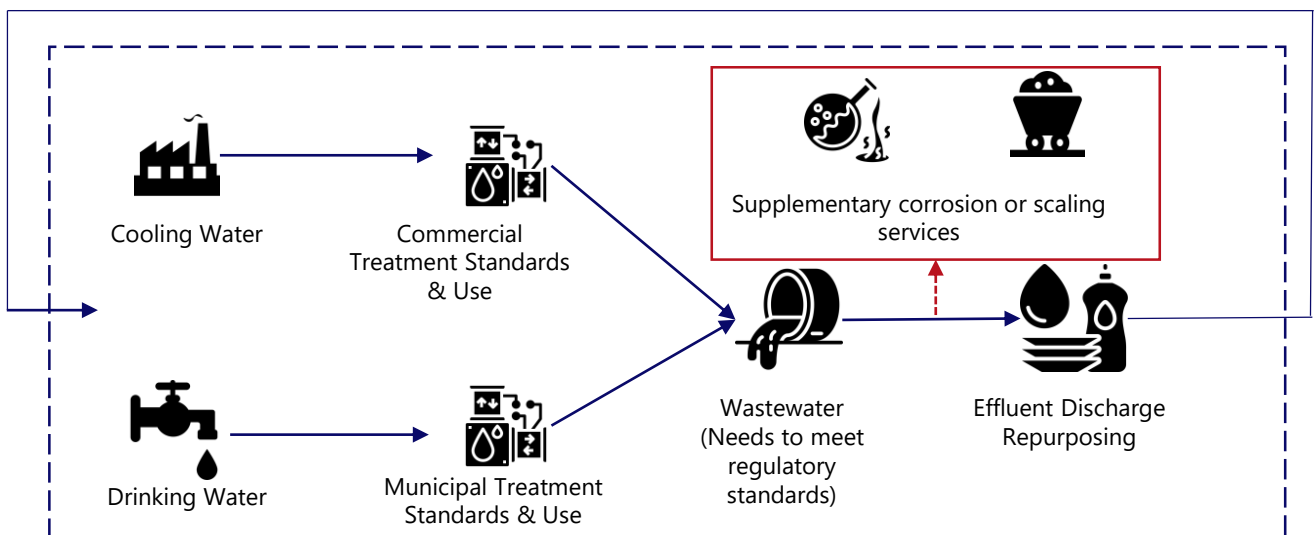 Supplementary corrosion or scaling
services
Cooling Water
Commercial
Treatment Standards
& Use
Drinking Water
Municipal Treatment
Standards & Use
Wastewater
(Needs to meet
regulatory
standards)
Effluent Discharge
Repurposing